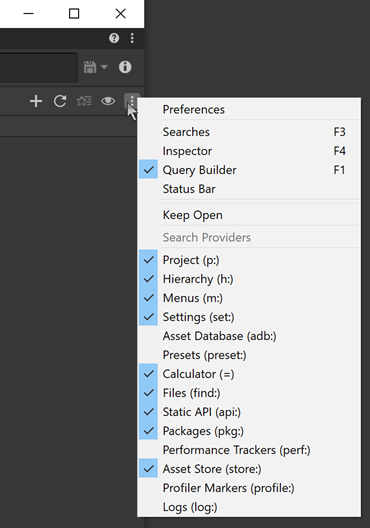 Preferences
Searches F3
Inspector F4
Query Builder F1
Status Bar
Keep Open
Search Providers
Project (p:)
Hierarchy (h:)
Menus (m:)
Settings (set:)
Asset Database (adb:)
Presets (preset:)
Calculator (=)
Files (find:)
Static API (api:)
Packages (pkg:)
Performance Trackers (perf:)
Asset Store (store:)
Profiler Markers (profile:)
Logs (log:)